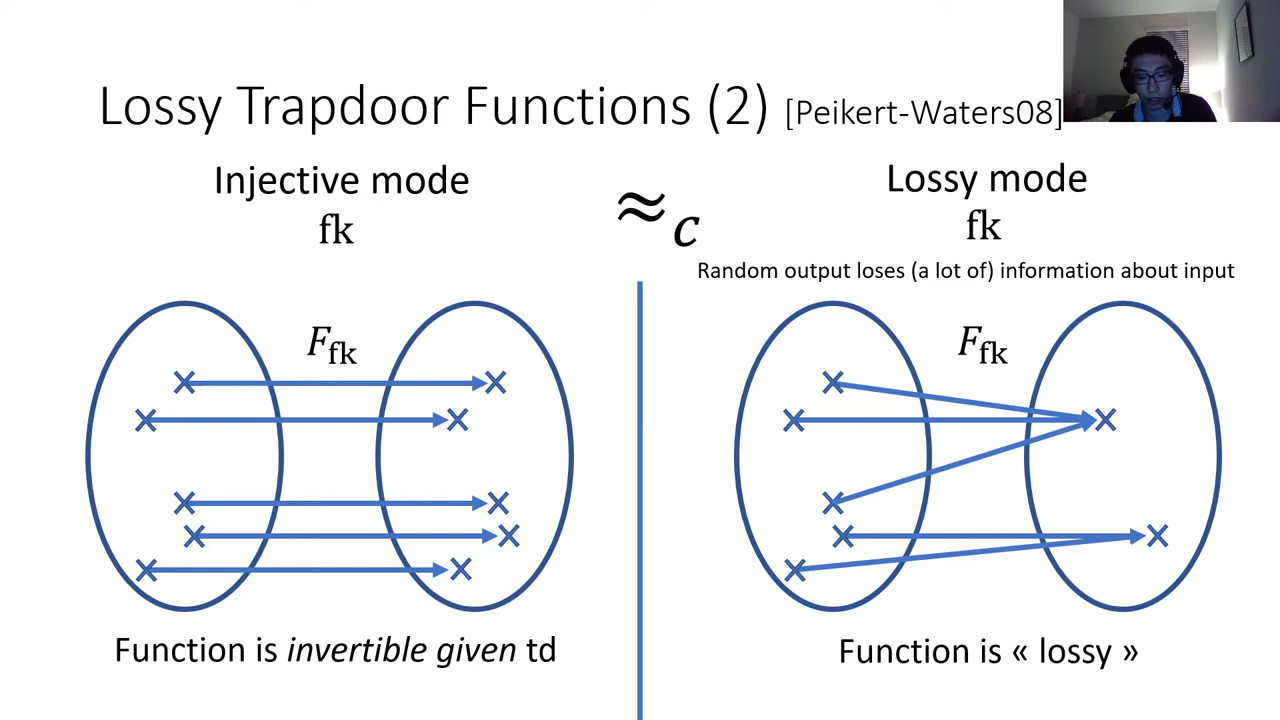 Lossy Trapdoor Functions (2) [Peikert-Waters08]
Injective mode
fk
≈c
Lossy mode
fk
Random output loses (a lot of) information about input
Ffk
Ffk
Function is invertible given td
Function is « lossy »